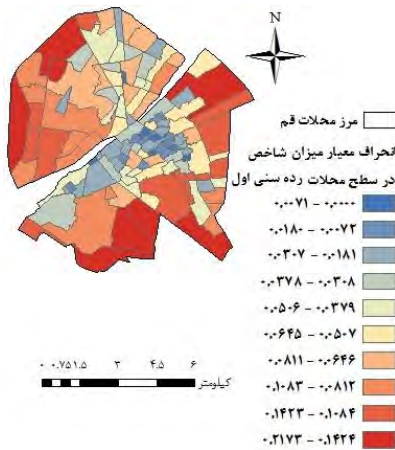 N
مرز محلات قم
انحراف معیار میزان شاخص
در سطح محلات رده سنی اول
۰.۰۰۷۱ - ۰.۰۰۰۰
۰.۰۱۸۰ - ۰.۰۰۷۲
۰.۰۳۰۷ - ۰.۰۱۸۱
۰.۰۳۷۸ - ۰.۰۳۰۸
۰.۰۵۰۶ - ۰.۰۳۷۹
۰.۰۶۴۵ - ۰.۰۵۰۷
۰.۰۸۱۱ - ۰.۰۶۴۶
۰.۱۰۸۳ - ۰.۰۸۱۲
۰.۱۴۲۳ - ۰.۱۰۸۴
۰.۲۱۷۳ - ۰.۱۴۲۴
۰ ۰.۷۵۱.۵ ۳ ۴.۵ ۶
کیلومتر